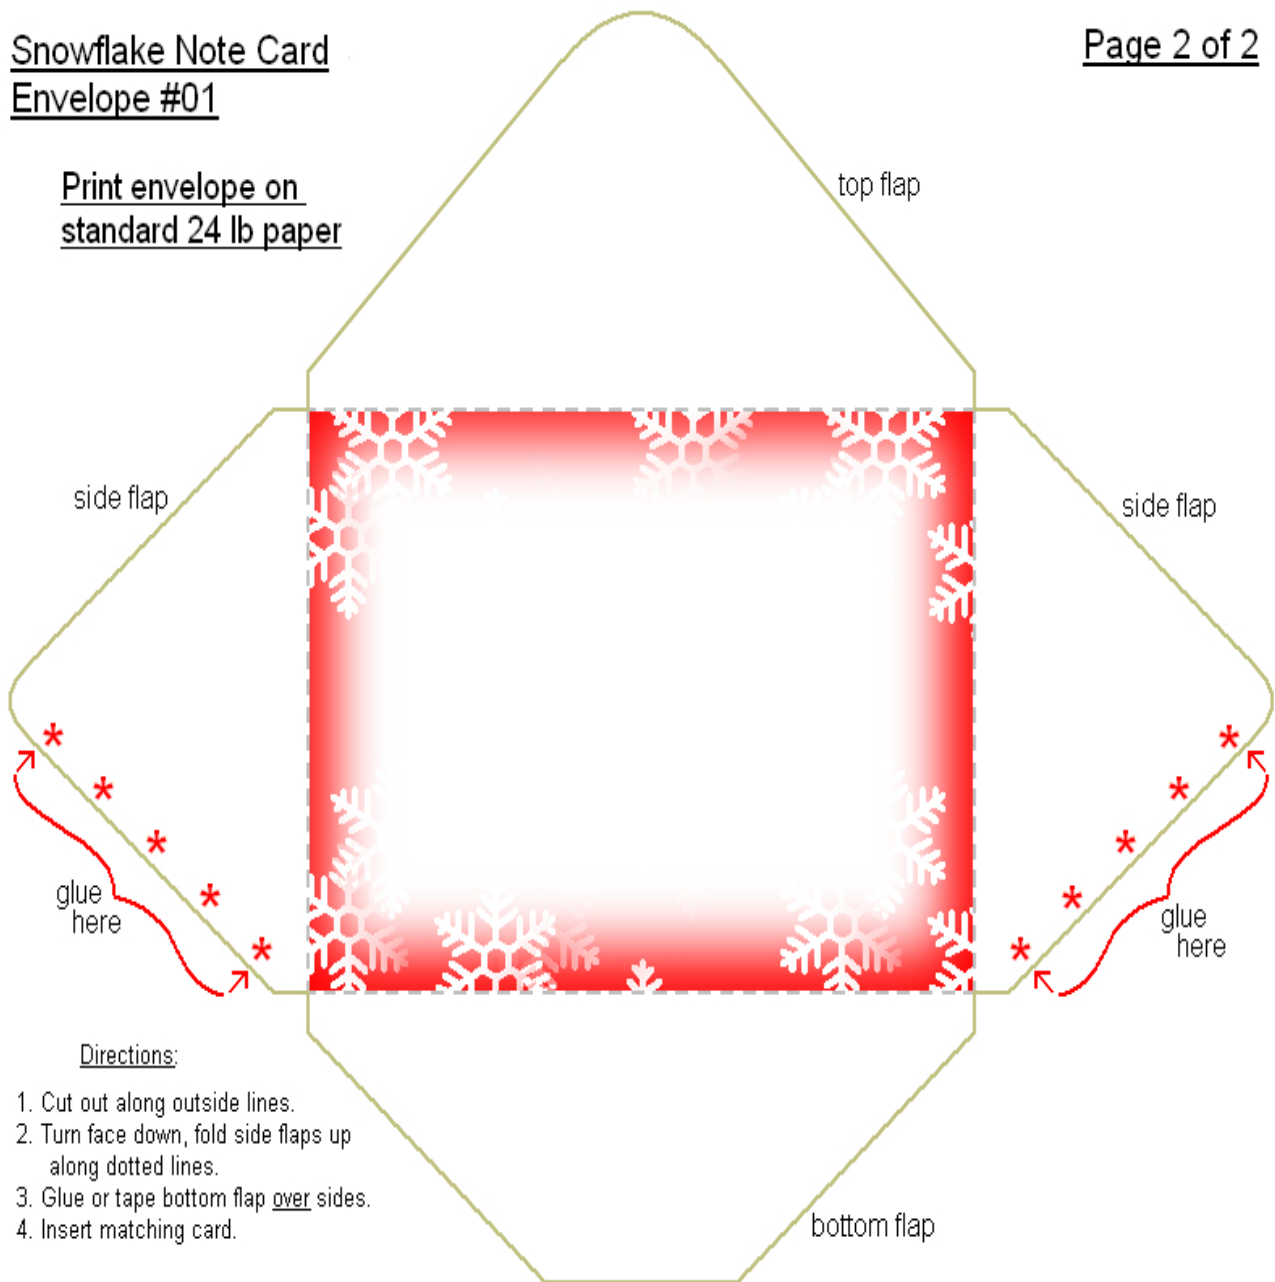 Snowflake Note Card
Envelope #01
Page 2 of 2
Print envelope on
standard 24 lb paper
top flap
side flap
side flap
* * * * *
* * * * *
glue
here
glue
here
Directions:
1. Cut out along outside lines.
2. Turn face down, fold side flaps up
along dotted lines.
3. Glue or tape bottom flap over sides.
4. Insert matching card.
bottom flap